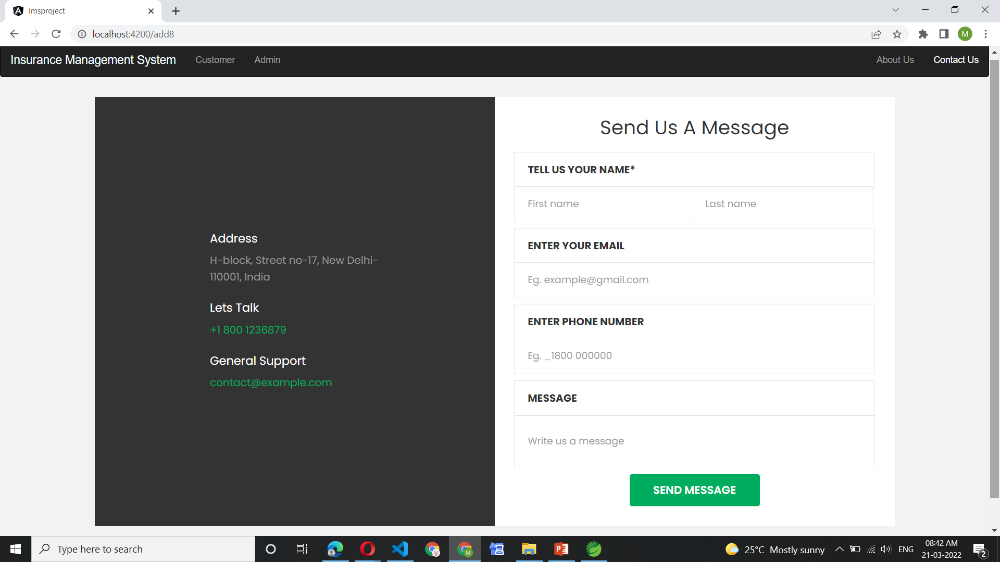 Imsproject
localhost:4200/add8
M
Insurance Management System Customer Admin About Us Contact Us
Address
H-block, Street no-17, New Delhi-
110001, India
Lets Talk
+1 800 1236879
General Support
contact@example.com
Send Us A Message
TELL US YOUR NAME*
First name Last name
ENTER YOUR EMAIL
Eg. example@gmail.com
ENTER PHONE NUMBER
Eg. _1800 000000
MESSAGE
Write us a message
SEND MESSAGE
Type here to search
25°C Mostly sunny
ENG
08:42 AM
21-03-2022
2